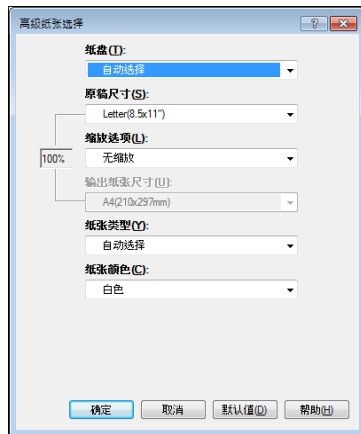 高级纸张选择
纸盘(T):
自动选择
原稿尺寸(S):
Letter(8.5x11")
缩放选项(L):
100%
无缩放
输出纸张尺寸(U):
A4(210x297mm)
纸张类型(Y):
自动选择
纸张颜色(C):
白色
确定 取消 默认值(D) 帮助(H)